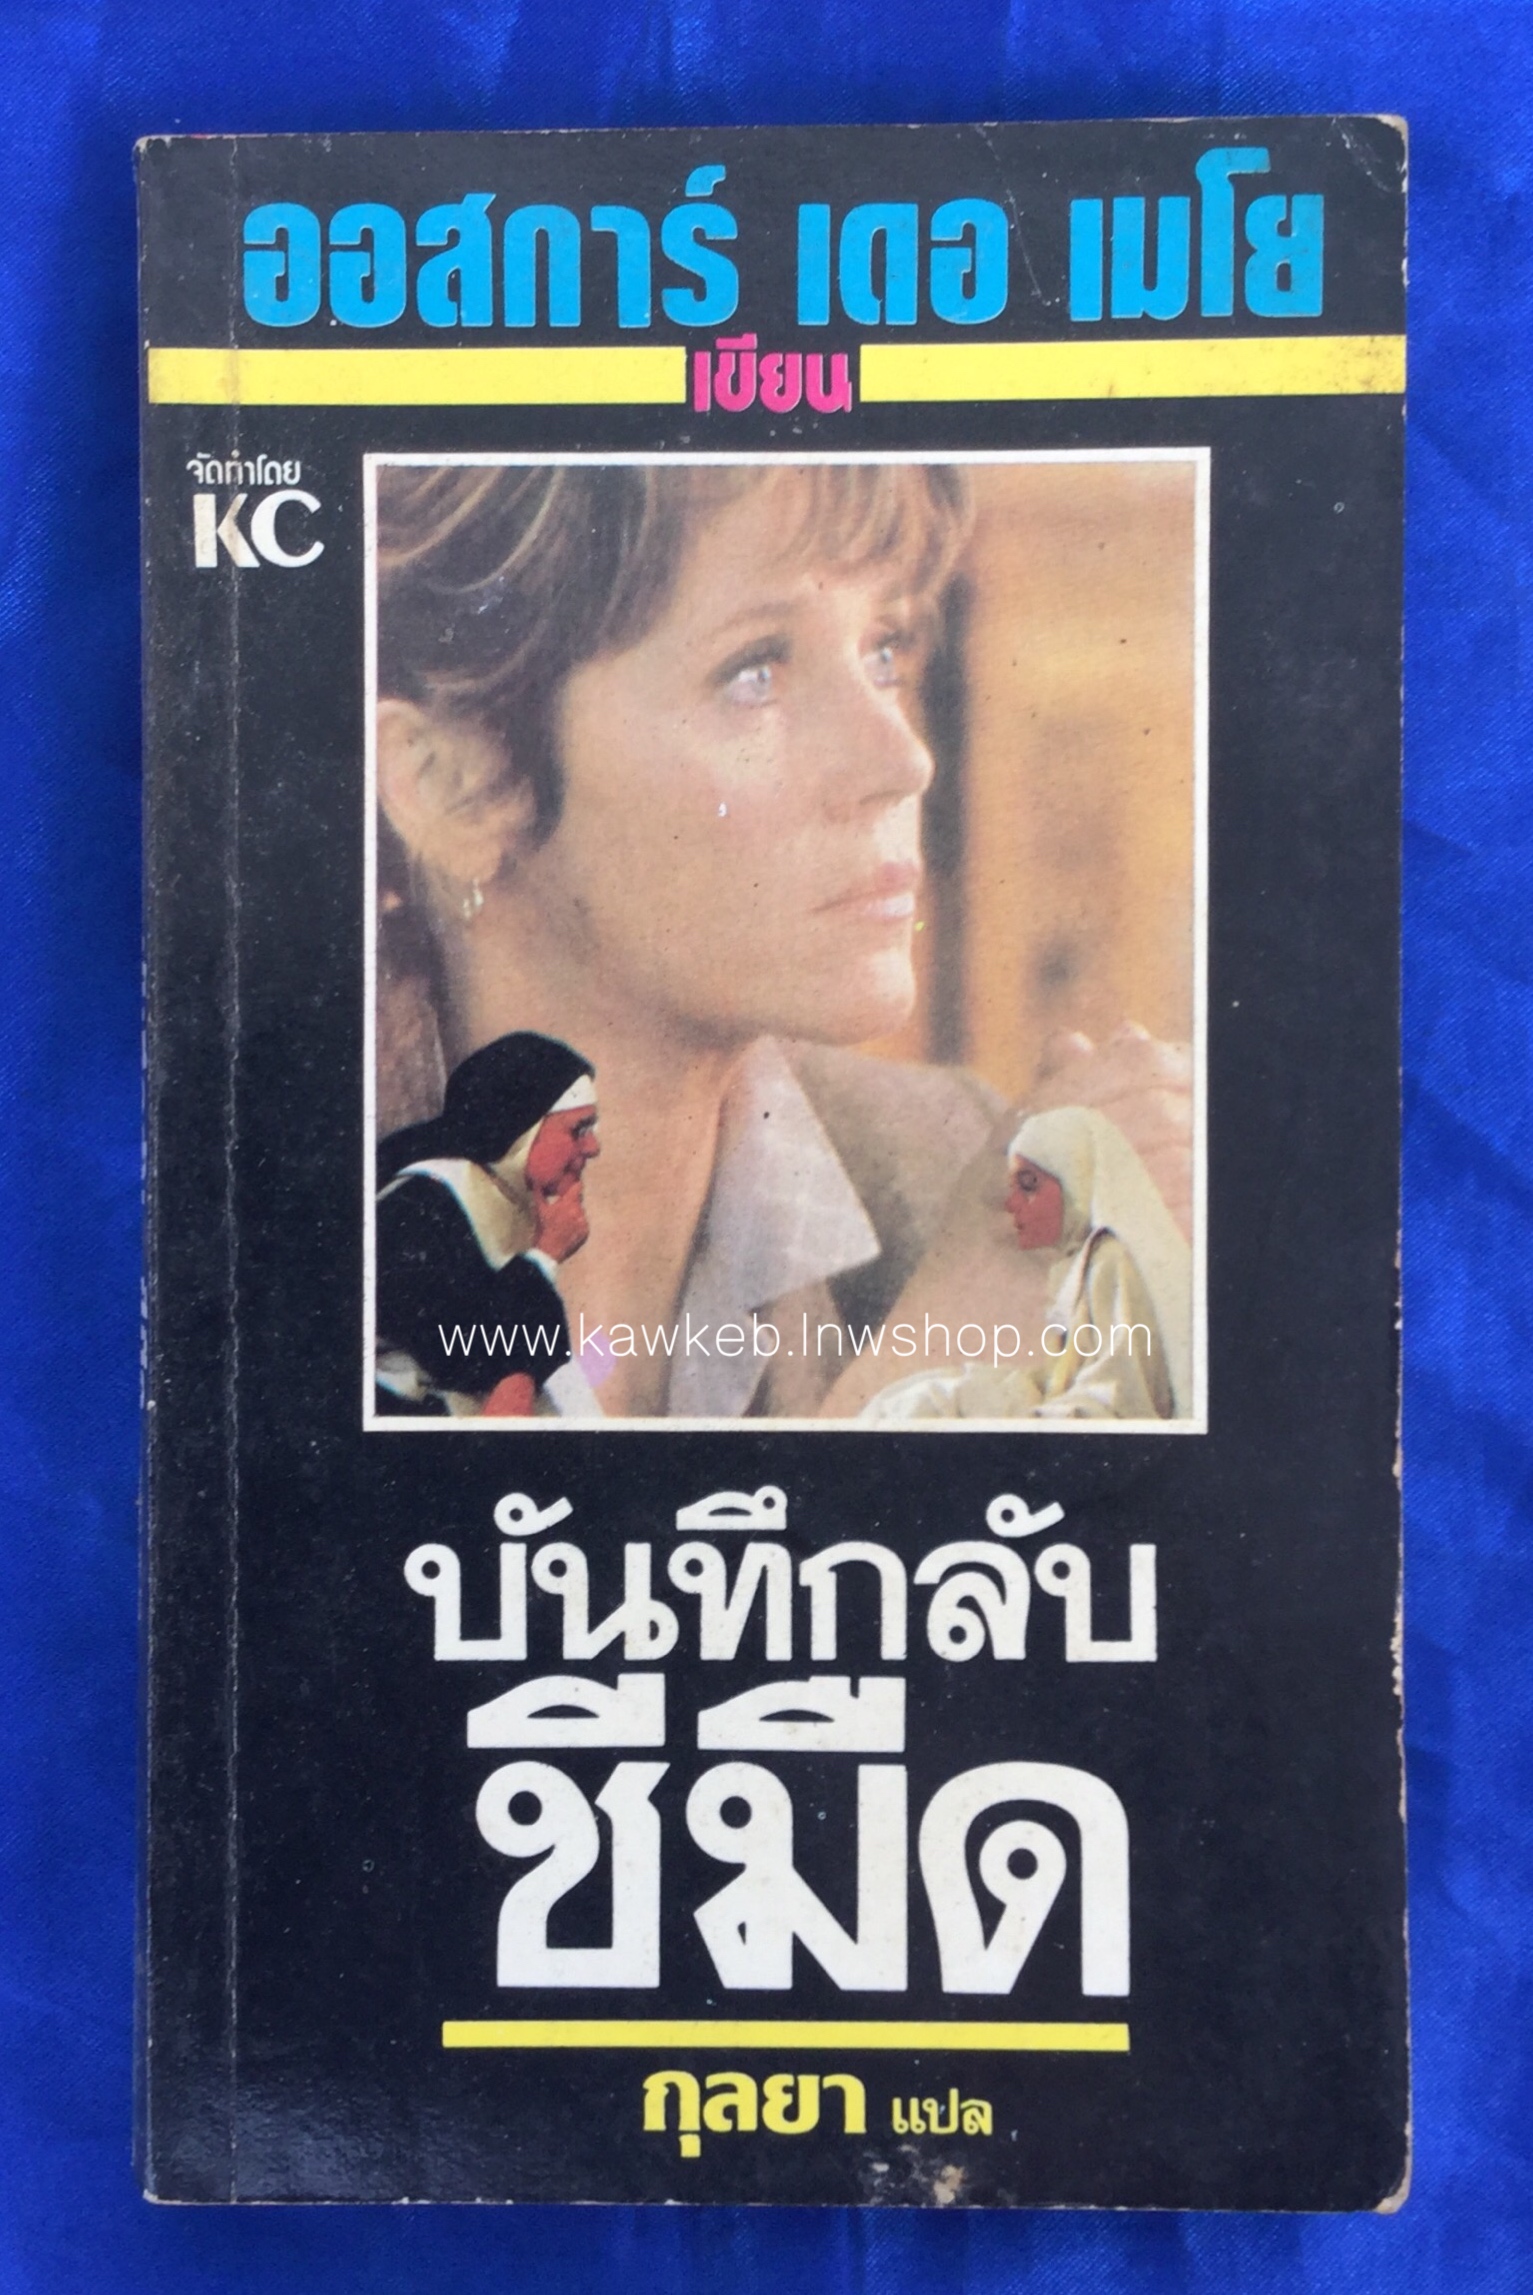 ออสการ์ เดอ เมโย
เขียน
จัดทำโดย
KC
www.kawkeb.lnwshop.com
บันทึกลับ
ชีมืด
กุลยา แปล